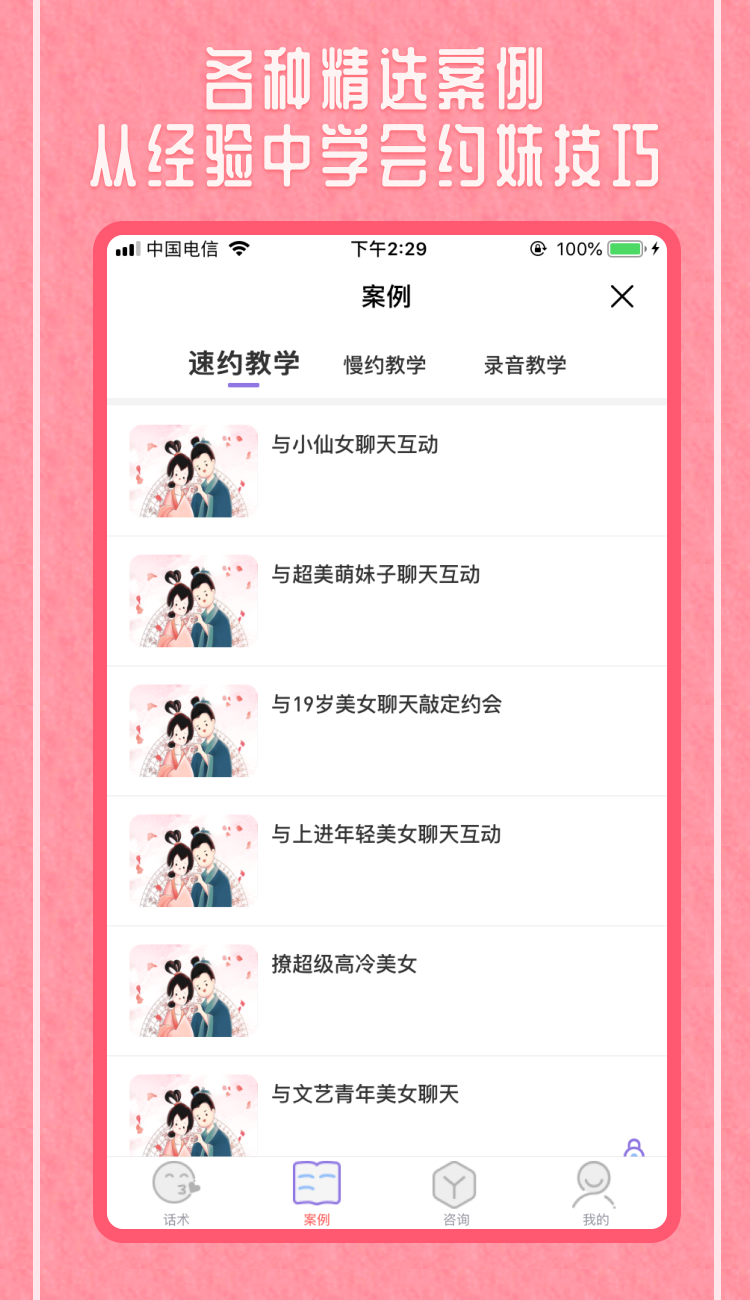 各种精选案例
从经验中学会约妹技巧
中国电信 下午2:29 100%
案例
速约教学 慢约教学 录音教学
与小仙女聊天互动
与超美萌妹子聊天互动
与19岁美女聊天敲定约会
与上进年轻美女聊天互动
撩超级高冷美女
与文艺青年美女聊天
话术 案例 咨询 我的